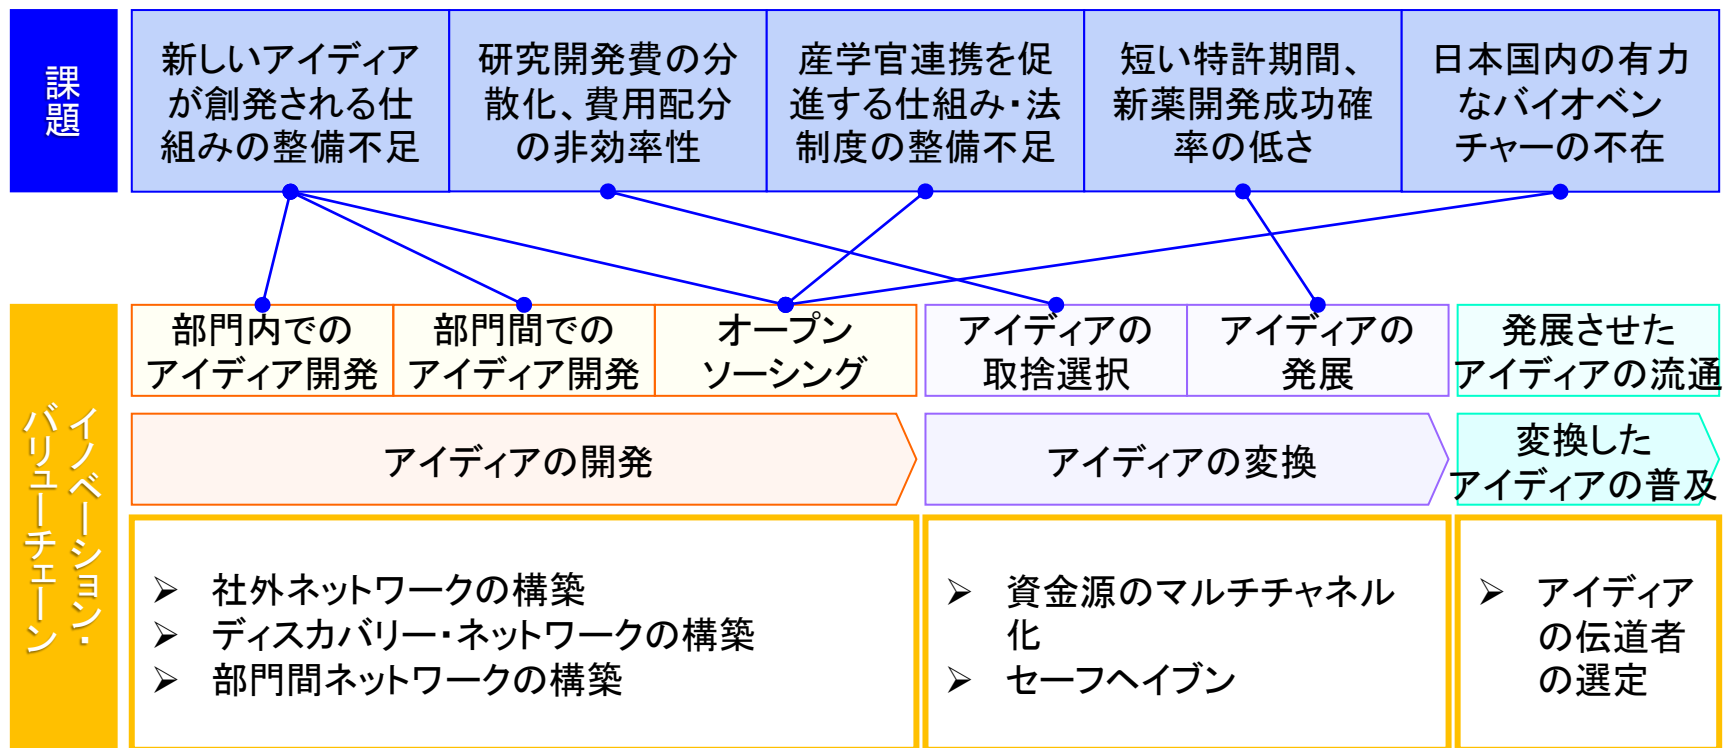 課題
新しいアイディア
が創発される仕
組みの整備不足
研究開発費の分
散化、費用配分
の非効率性
産学官連携を促
進する仕組み・法
制度の整備不足
短い特許期間、
新薬開発成功確
率の低さ
日本国内の有力
なバイオベン
チャーの不在
イノベーション・
バリューチェーン
部門内での
アイディア開発
部門間での
アイディア開発
オープン
ソーシング
アイディアの
取捨選択
アイディアの
発展
発展させた
アイディアの流通
アイディアの開発
アイディアの変換
変換した
アイディアの普及
➢ 社外ネットワークの構築
➢ ディスカバリー・ネットワークの構築
➢ 部門間ネットワークの構築
➢ 資金源のマルチチャネル
化
➢ セーフヘイブン
➢ アイディア
の伝道者
の選定